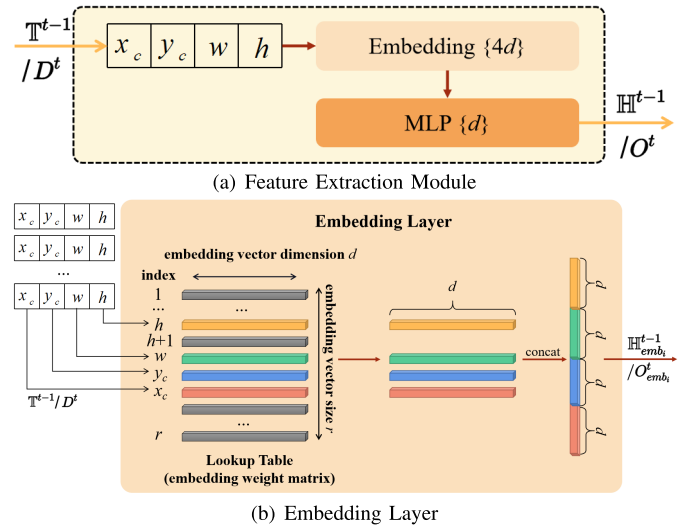 𝕋^{t-1}
/D^t
x_c y_c w h
Embedding {4d}
MLP {d}
ℍ^{t-1}
/O^t
(a) Feature Extraction Module
x_c y_c w h
x_c y_c w h
...
x_c y_c w h
𝕋^{t-1}/D^t
Embedding Layer
embedding vector dimension d
index
1
... ...
h
h+1
w
y_c
x_c
...
r
embedding vector size r
Lookup Table
(embedding weight matrix)
d
concat
d
d
d
d
ℍ^{t-1}_{emb_i}
/O^t_{emb_i}
(b) Embedding Layer